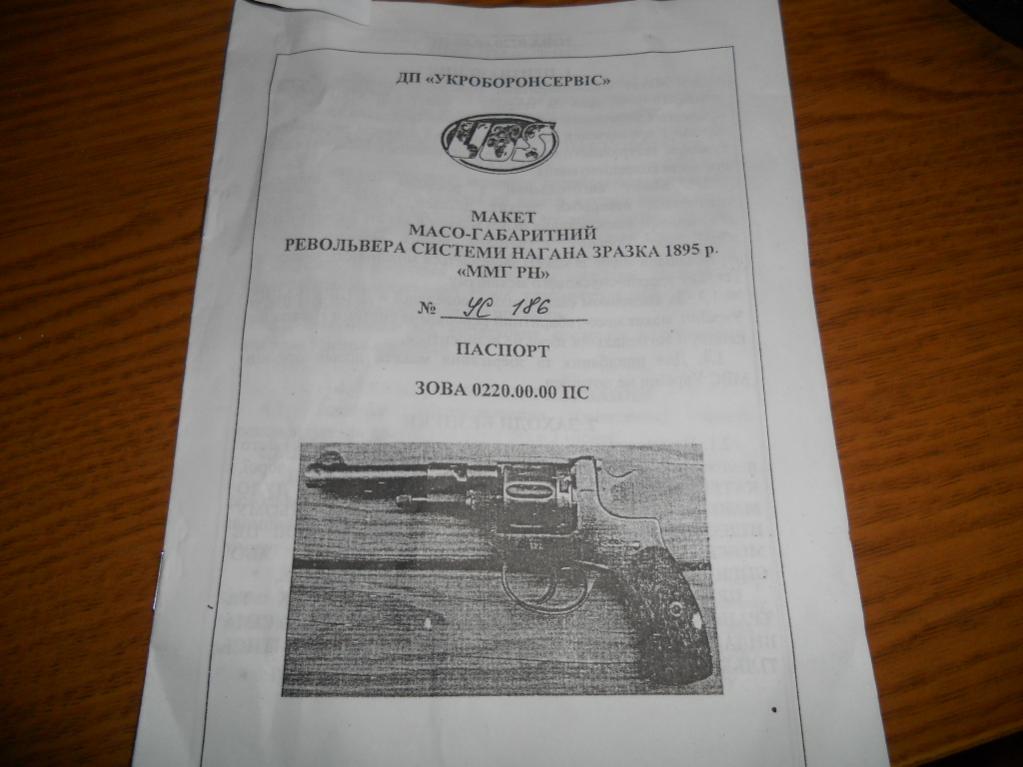 ДП «УКРОБОРОНСЕРВІС»
UOS
МАКЕТ
МАСО-ГАБАРИТНИЙ
РЕВОЛЬВЕРА СИСТЕМИ НАГАНА ЗРАЗКА 1895 р.
«ММГ РН»
№ УС 186
ПАСПОРТ
ЗОВА 0220.00.00 ПС